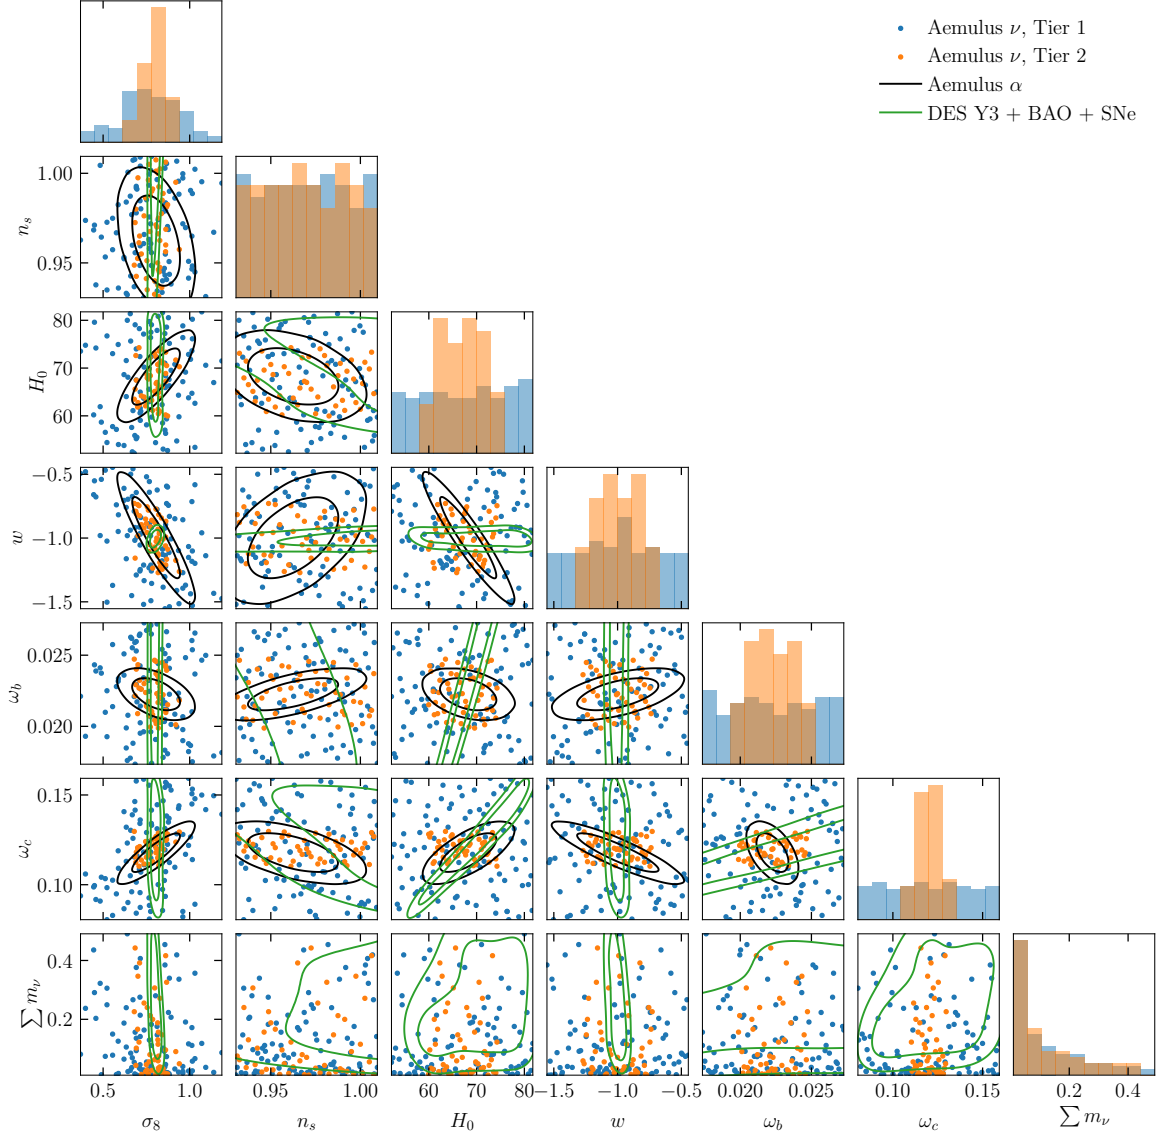 Aemulus ν, Tier 1
Aemulus ν, Tier 2
Aemulus α
DES Y3 + BAO + SNe
1.00
0.95
n_s
80
70
60
H_0
−0.5
−1.0
−1.5
w
0.025
0.020
ω_b
0.15
0.10
ω_c
0.4
0.2
∑ m_ν
0.5 1.0 0.95 1.00 60 70 80 −1.5 −1.0 −0.5 0.020 0.025 0.10 0.15 0.2 0.4
σ_8 n_s H_0 w ω_b ω_c ∑ m_ν